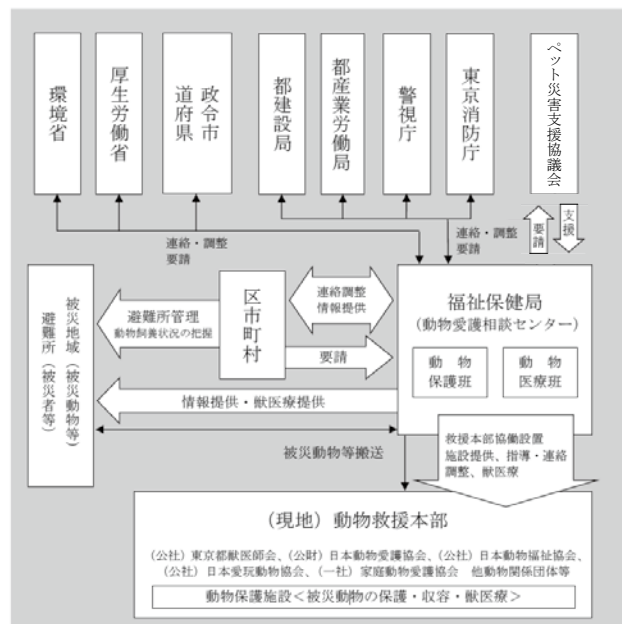 環境省
厚生労働省
政令市
道府県
都建設局
都産業労働局
警視庁
東京消防庁
ペット災害支援協議会
連絡・調整
要請
連絡・調整
要請
要請
支援
被災地域（被災動物等）
避難所（被災者等）
避難所管理
動物飼養状況の把握
区市町村
連絡調整
情報提供
要請
福祉保健局
（動物愛護相談センター）
動物
保護班
動物
医療班
情報提供・獣医療提供
被災動物等搬送
救援本部協働設置
施設提供、指導・連絡
調整、獣医療
（現地）動物救援本部
（公社）東京都獣医師会、（公財）日本動物愛護協会、（公社）日本動物福祉協会、
（公社）日本愛玩動物協会、（一社）家庭動物愛護協会　他動物関係団体等
動物保護施設＜被災動物の保護・収容・獣医療＞